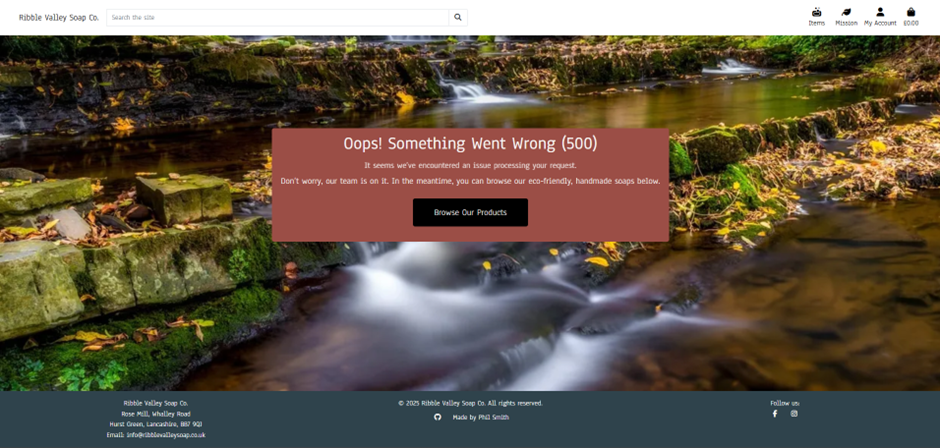 Ribble Valley Soap Co.
Search the site
Items
Mission
My Account
£0.00
Oops! Something Went Wrong (500)
It seems we've encountered an issue processing your request.
Don't worry, our team is on it. In the meantime, you can browse our eco-friendly, handmade soaps below.
Browse Our Products
Ribble Valley Soap Co.
Rose Mill, Whalley Road
Hurst Green, Lancashire, BB7 9QJ
Email: info@ribblevalleysoap.co.uk
© 2025 Ribble Valley Soap Co. All rights reserved.
Made by Phil Smith
Follow us: